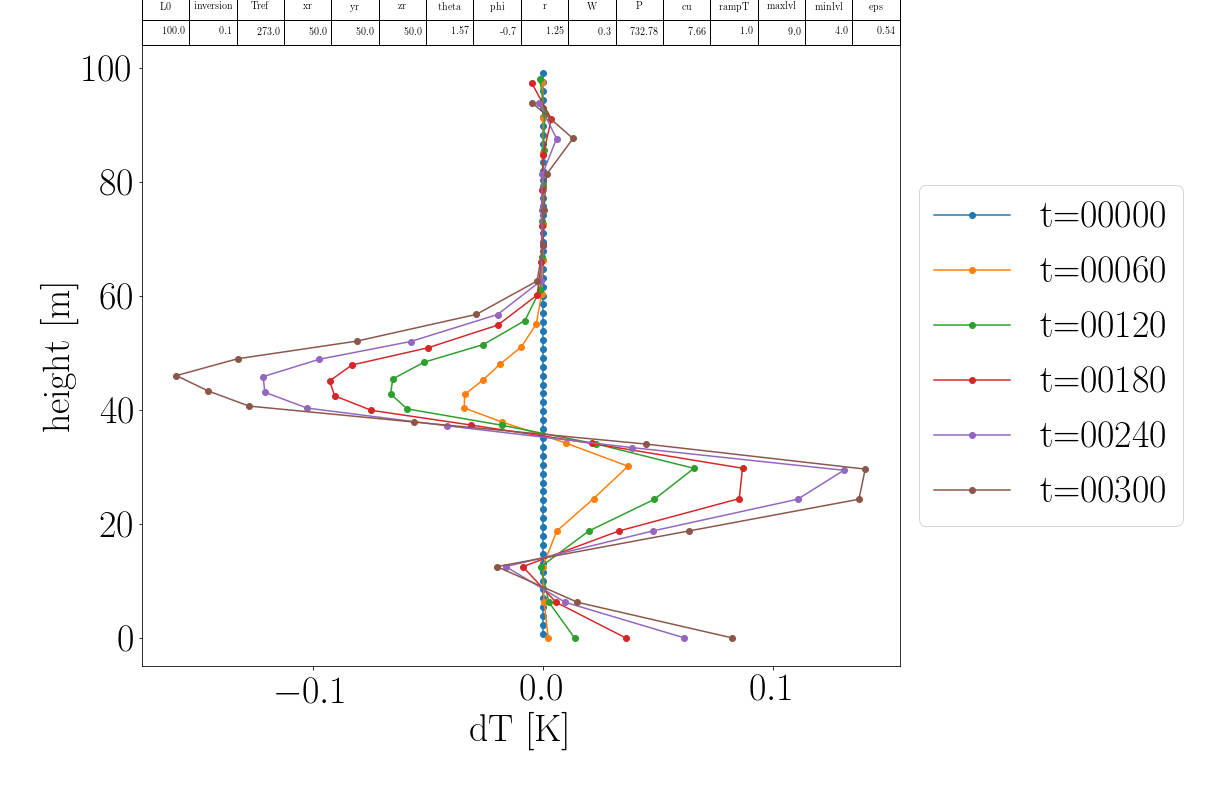 L0 inversion Tref xr yr zr theta phi r W P cu rampT maxlvl minlvl eps
100.0 0.1 273.0 50.0 50.0 50.0 1.57 -0.7 1.25 0.3 732.78 7.66 1.0 9.0 4.0 0.54
100
80
60
40
20
0
height [m]
−0.1 0.0 0.1
dT [K]
t=00000
t=00060
t=00120
t=00180
t=00240
t=00300